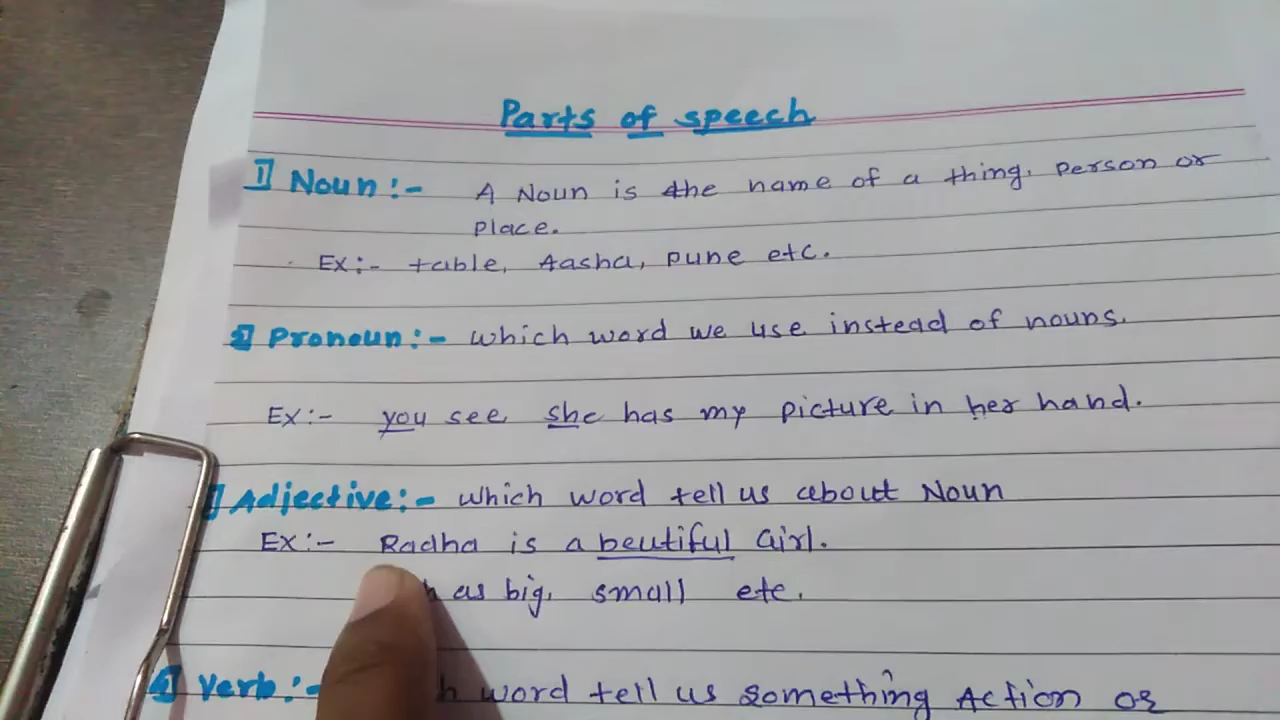 Parts of speech
1] Noun:- A Noun is the name of a thing, Person or
Place.
Ex:- table, Aasha, Pune etc.
2] Pronoun:- which word we use instead of nouns.
Ex:- you see she has my picture in her hand.
] Adjective:- which word tell us about Noun
Ex:- Radha is a beutiful Girl.
as big, small etc.
4] Verb:- word tell us something Action or